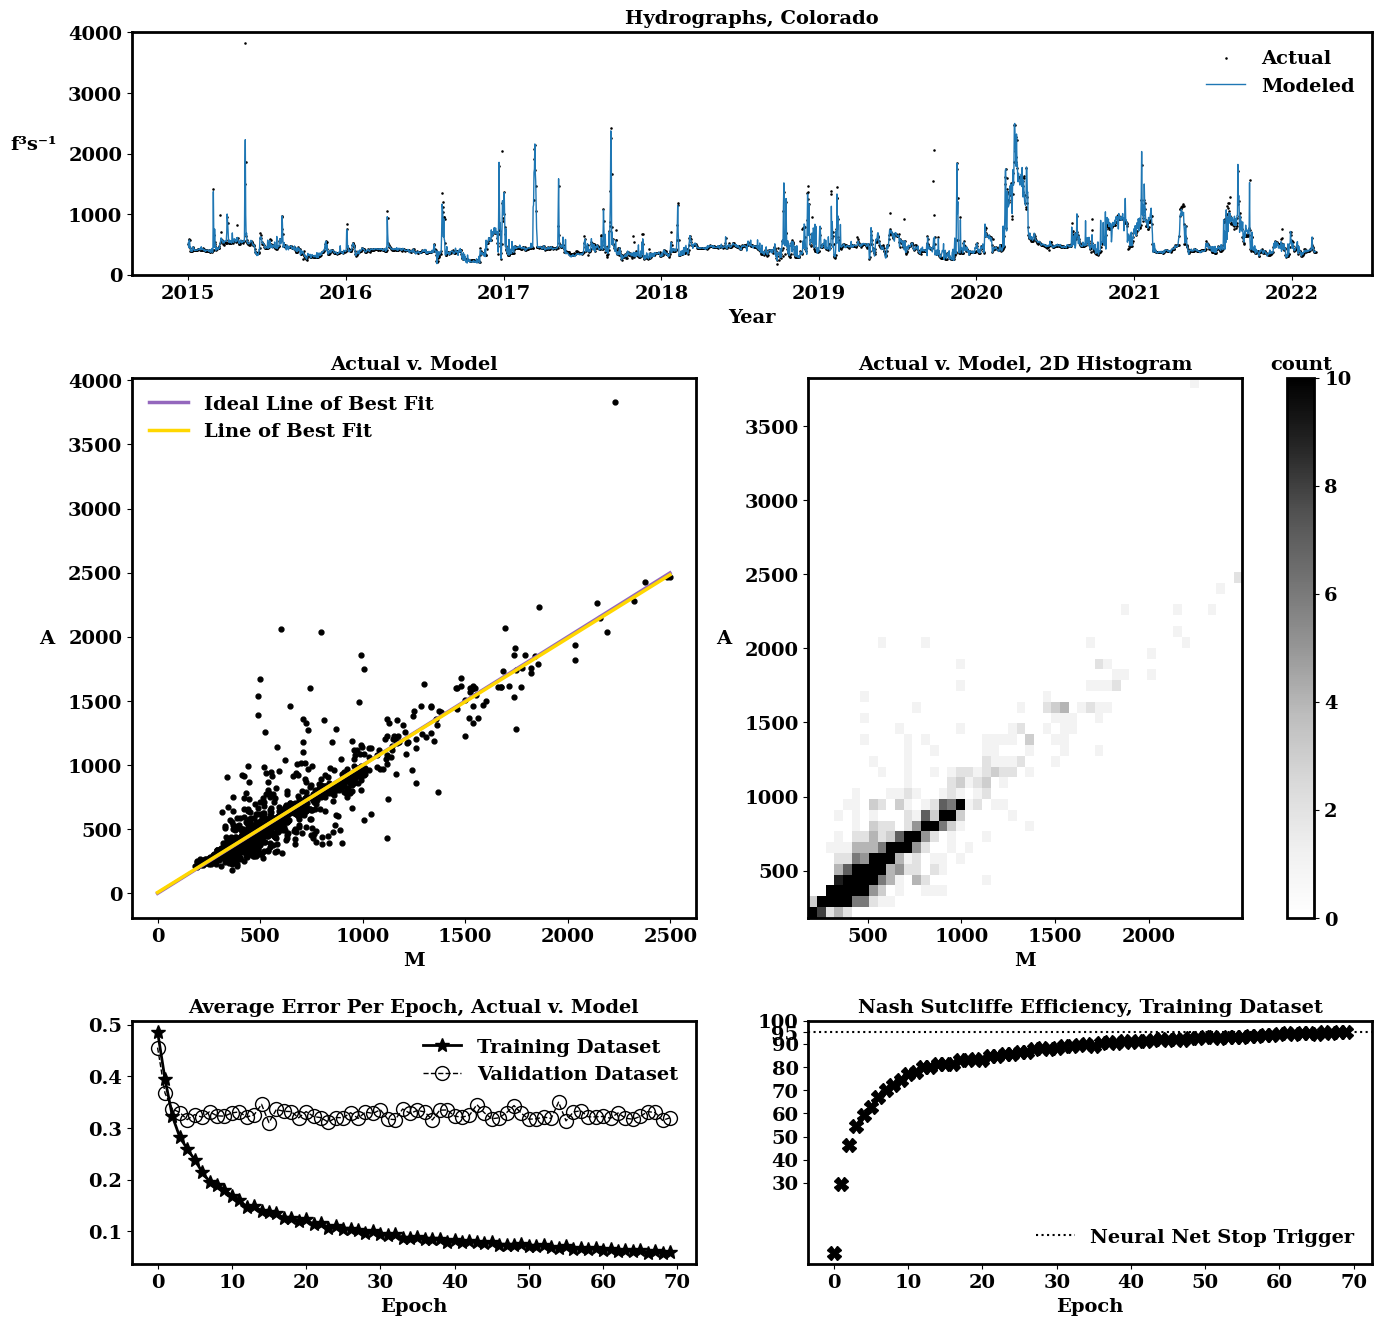 Hydrographs, Colorado
4000
3000
2000
1000
0
f³s⁻¹
Actual
Modeled
2015 2016 2017 2018 2019 2020 2021 2022
Year
Actual v. Model
4000
3500
3000
2500
2000
1500
1000
500
0
A
Ideal Line of Best Fit
Line of Best Fit
0 500 1000 1500 2000 2500
M
Actual v. Model, 2D Histogram
3500
3000
2500
2000
1500
1000
500
A
500 1000 1500 2000
M
count
10
8
6
4
2
0
Average Error Per Epoch, Actual v. Model
0.5
0.4
0.3
0.2
0.1
Training Dataset
Validation Dataset
0 10 20 30 40 50 60 70
Epoch
Nash Sutcliffe Efficiency, Training Dataset
100
95
90
80
70
60
50
40
30
Neural Net Stop Trigger
0 10 20 30 40 50 60 70
Epoch